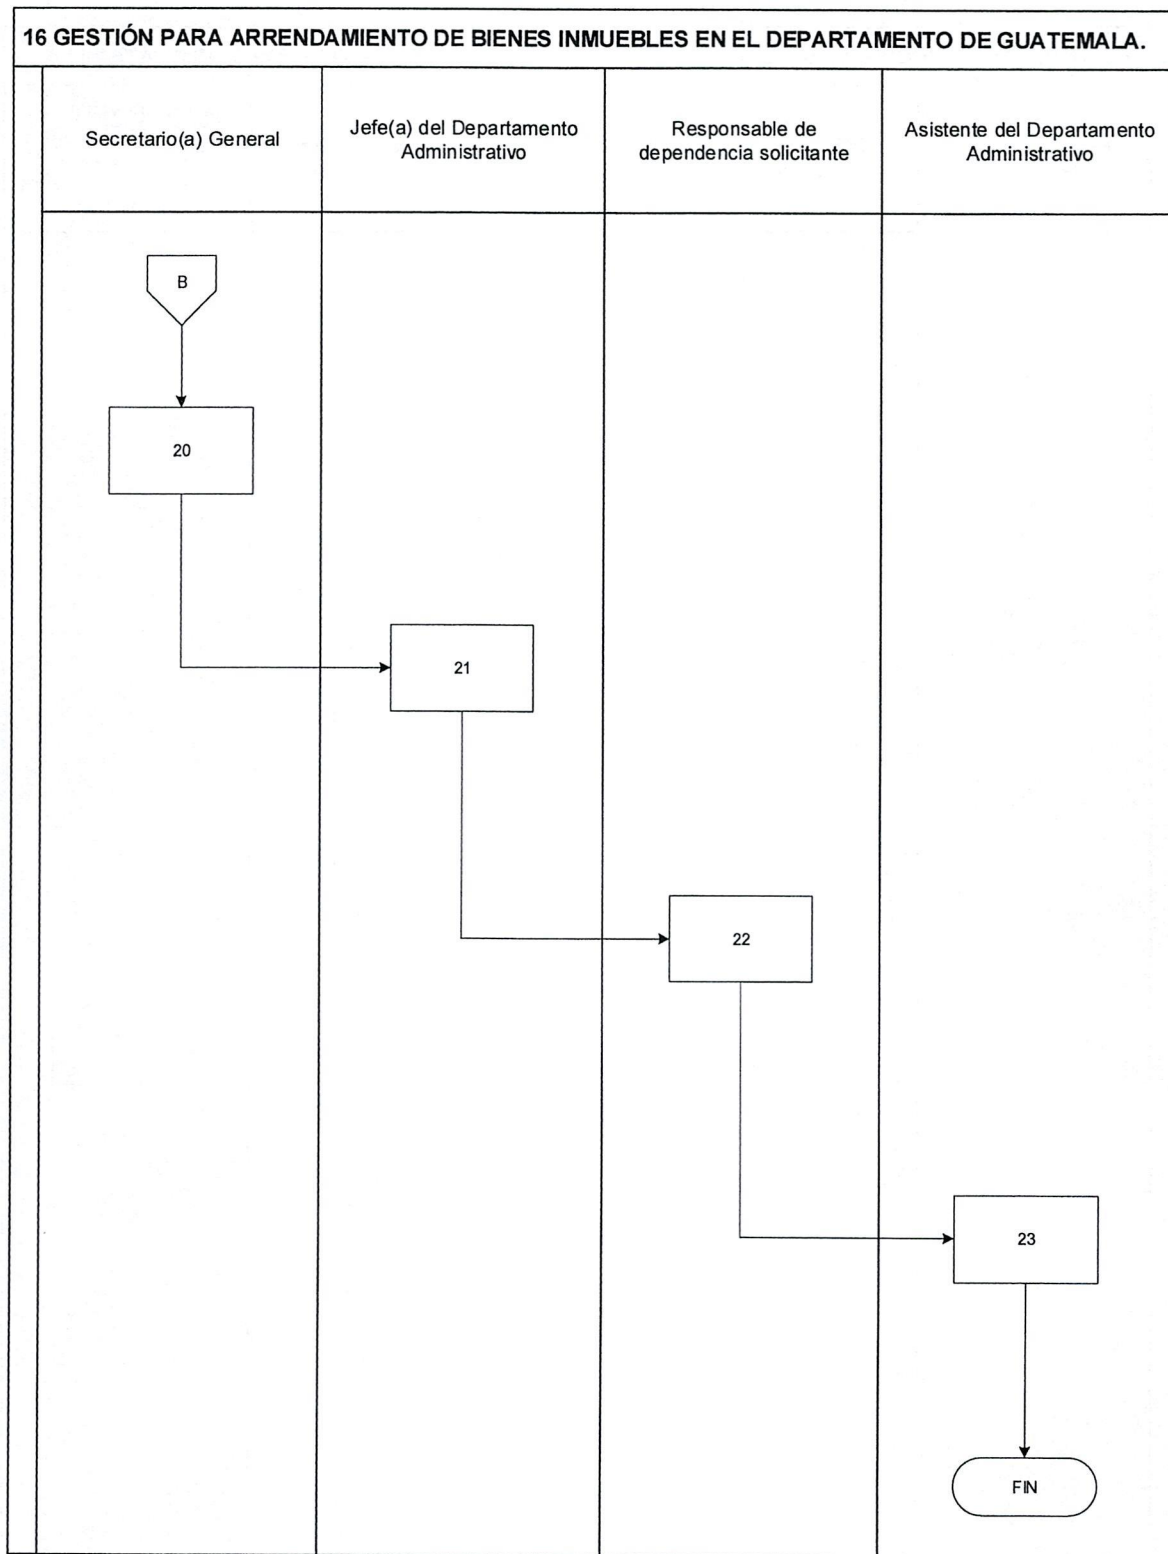 16 GESTIÓN PARA ARRENDAMIENTO DE BIENES INMUEBLES EN EL DEPARTAMENTO DE GUATEMALA.
Secretario(a) General
Jefe(a) del Departamento
Administrativo
Responsable de
dependencia solicitante
Asistente del Departamento
Administrativo
B
20
21
22
23
FIN